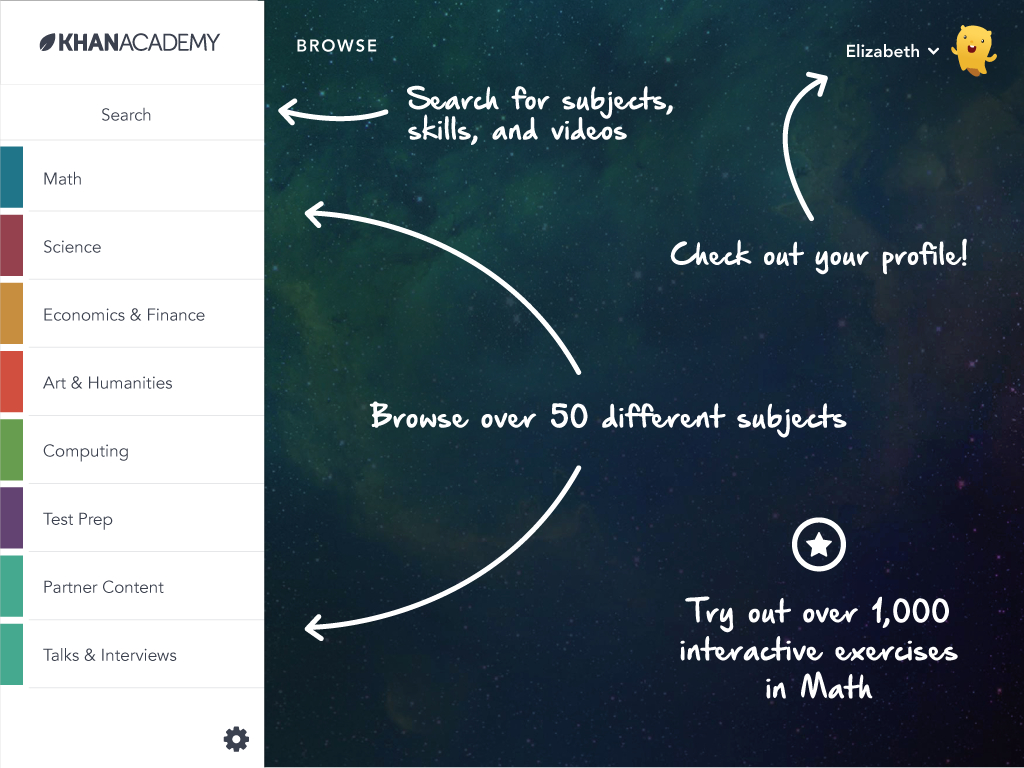 KHANACADEMY
Search
Math
Science
Economics & Finance
Art & Humanities
Computing
Test Prep
Partner Content
Talks & Interviews
BROWSE
Elizabeth
Search for subjects,
skills, and videos
Check out your profile!
Browse over 50 different subjects
Try out over 1,000
interactive exercises
in Math